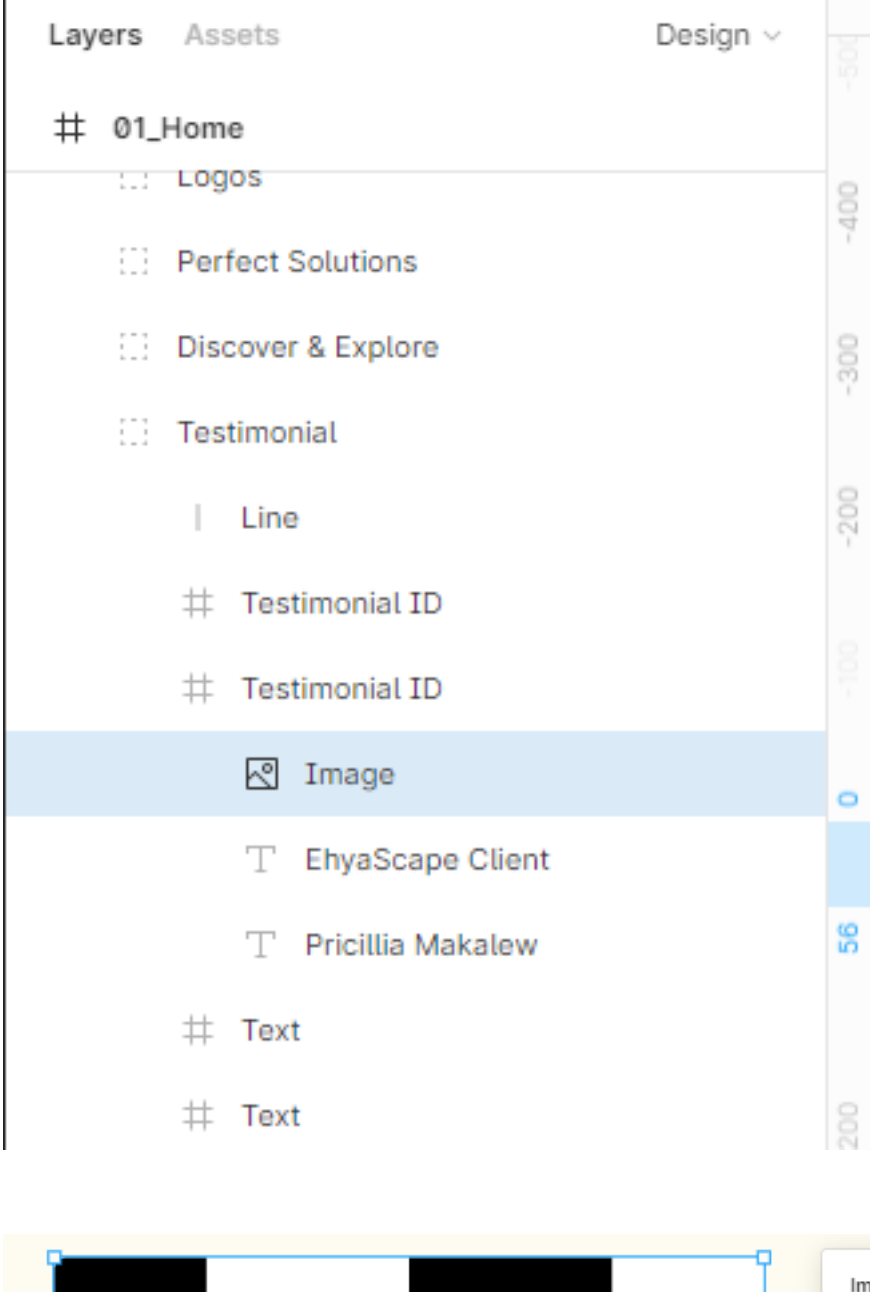 Layers Assets Design
01_Home
Logos
Perfect Solutions
Discover & Explore
Testimonial
Line
Testimonial ID
Testimonial ID
Image
EhyaScape Client
Pricillia Makalew
Text
Text
-500
-400
-300
-200
-100
0
56
200